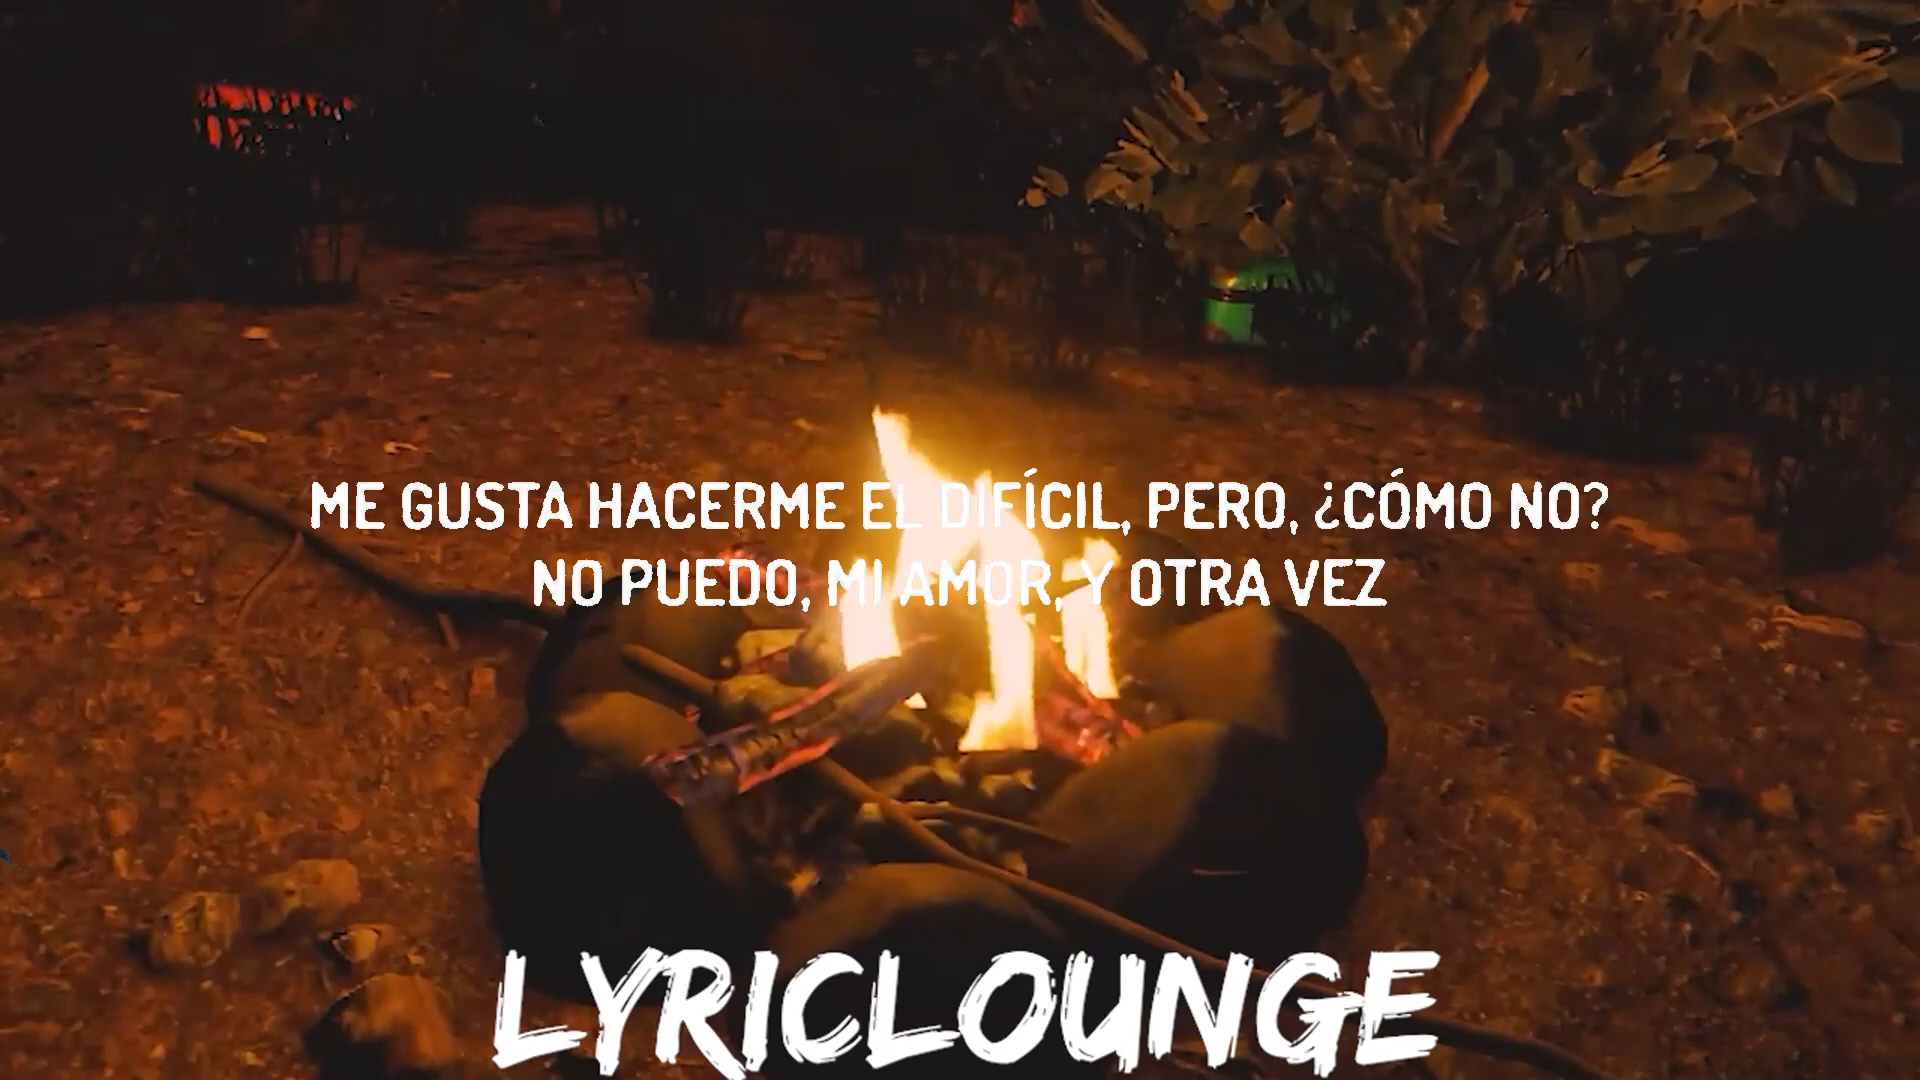 ME GUSTA HACERME EL DIFÍCIL, PERO, ¿CÓMO NO?
NO PUEDO, MI AMOR, Y OTRA VEZ
LYRICLOUNGE